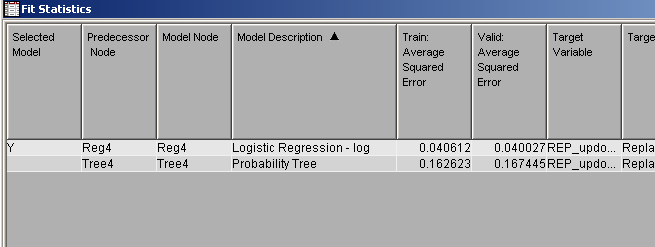 Fit Statistics
Selected Model
Predecessor Node
Model Node
Model Description ▲
Train: Average Squared Error
Valid: Average Squared Error
Target Variable
Targe
Y Reg4 Reg4 Logistic Regression - log 0.040612 0.040027 REP_updo... Repla
Tree4 Tree4 Probability Tree 0.162623 0.167445 REP_updo... Repla